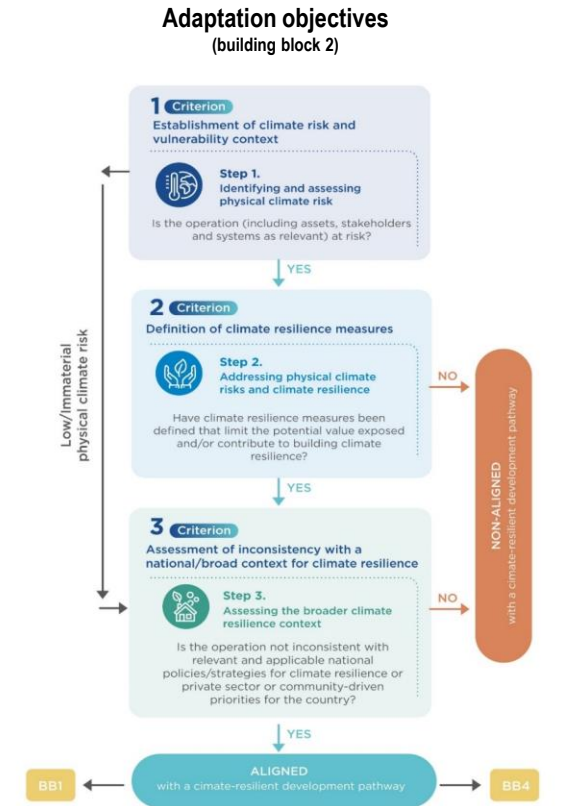 Adaptation objectives
(building block 2)
1 Criterion
Establishment of climate risk and
vulnerability context
Step 1.
Identifying and assessing
physical climate risk
Is the operation (including assets, stakeholders
and systems as relevant) at risk?
YES
Low/Immaterial
physical climate risk
2 Criterion
Definition of climate resilience measures
Step 2.
Addressing physical climate
risks and climate resilience
Have climate resilience measures been
defined that limit the potential value exposed
and/or contribute to building climate
resilience?
NO
YES
NON-ALIGNED
with a cimate-resilient development pathway
3 Criterion
Assessment of inconsistency with a
national/broad context for climate resilience
Step 3.
Assessing the broader climate
resilience context
Is the operation not inconsistent with
relevant and applicable national
policies/strategies for climate resilience or
private sector or community-driven
priorities for the country?
NO
YES
ALIGNED
with a cimate-resilient development pathway
BB1
BB4